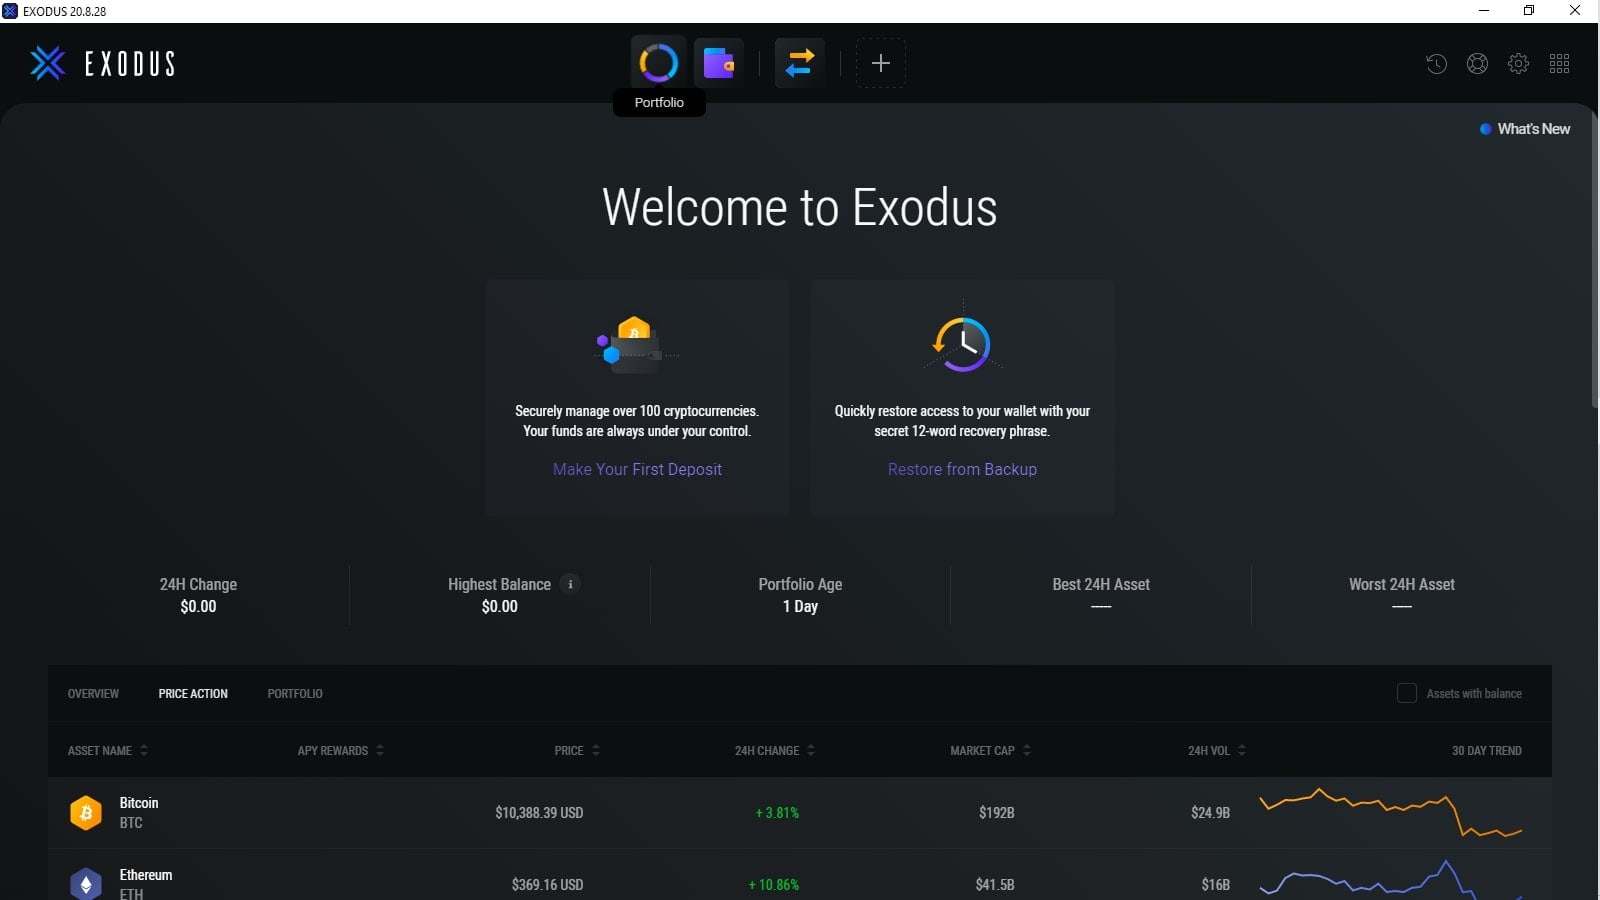 EXODUS 20.8.28
EXODUS
Portfolio
What's New
Welcome to Exodus
Securely manage over 100 cryptocurrencies.
Your funds are always under your control.
Make Your First Deposit
Quickly restore access to your wallet with your
secret 12-word recovery phrase.
Restore from Backup
24H Change
$0.00
Highest Balance i
$0.00
Portfolio Age
1 Day
Best 24H Asset
-----
Worst 24H Asset
-----
OVERVIEW PRICE ACTION PORTFOLIO Assets with balance
ASSET NAME APY REWARDS PRICE 24H CHANGE MARKET CAP 24H VOL 30 DAY TREND
Bitcoin
BTC
$10,388.39 USD + 3.81% $192B $24.9B
Ethereum
ETH
$369.16 USD + 10.86% $41.5B $16B